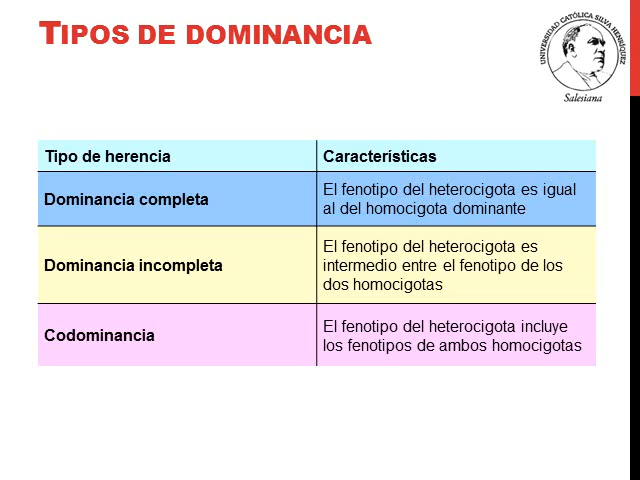 TIPOS DE DOMINANCIA
UNIVERSIDAD CATÓLICA SILVA HENRÍQUEZ
Salesiana
Tipo de herencia
Características
Dominancia completa
El fenotipo del heterocigota es igual
al del homocigota dominante
Dominancia incompleta
El fenotipo del heterocigota es
intermedio entre el fenotipo de los
dos homocigotas
Codominancia
El fenotipo del heterocigota incluye
los fenotipos de ambos homocigotas